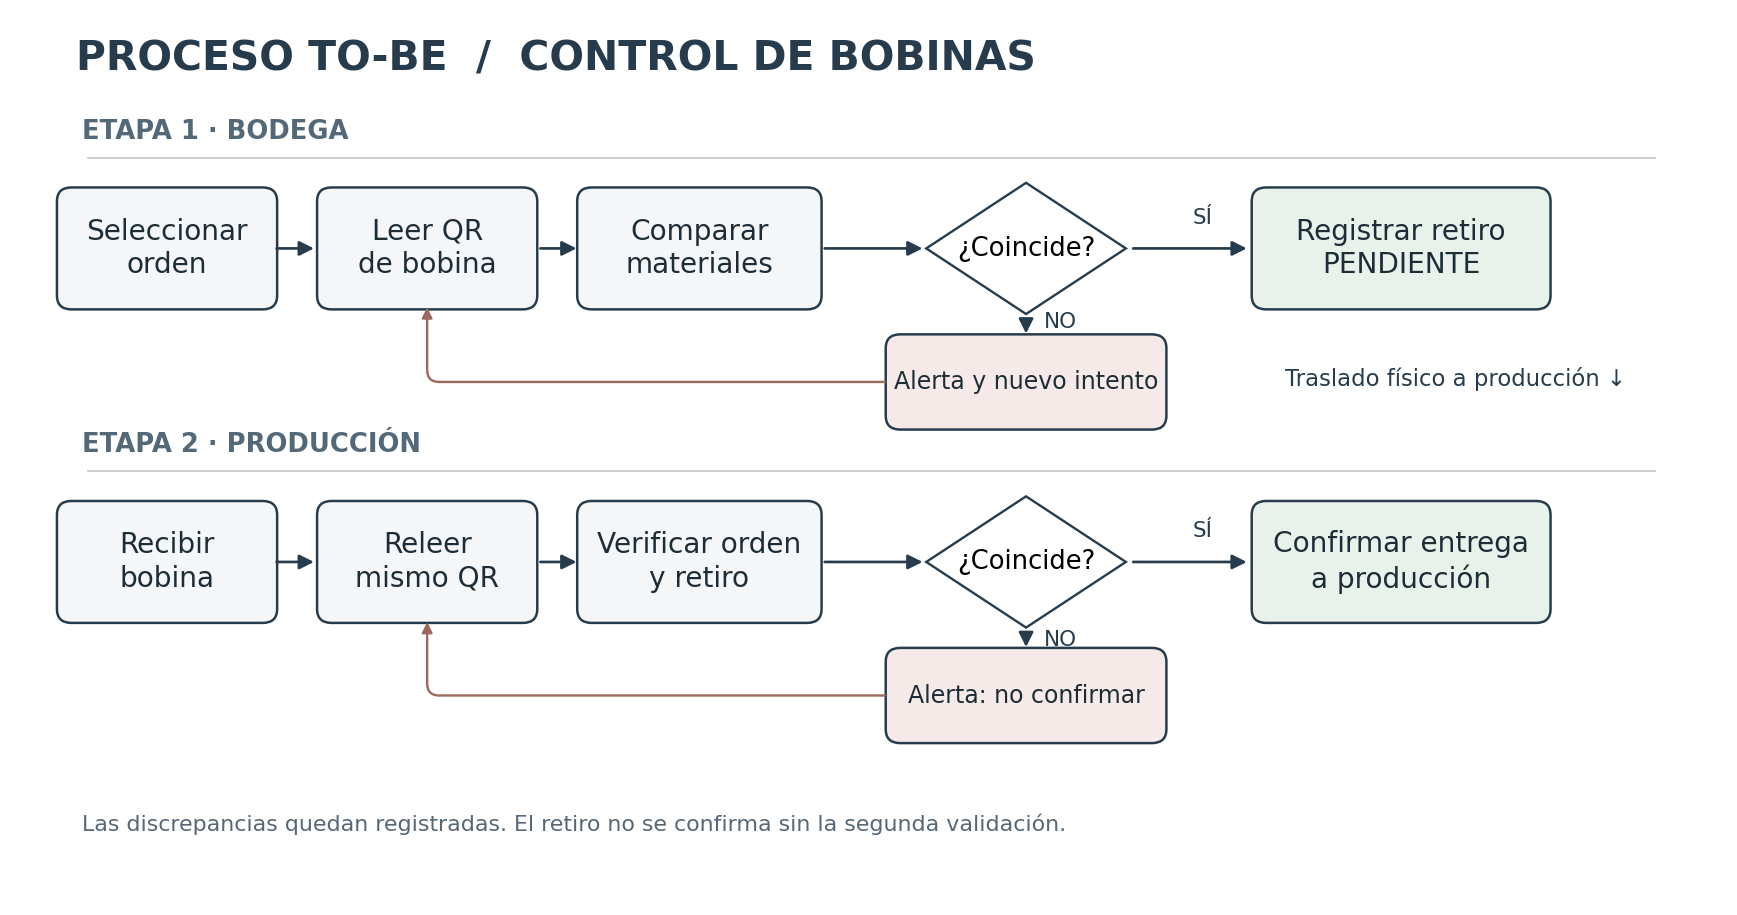 PROCESO TO-BE / CONTROL DE BOBINAS
ETAPA 1 · BODEGA
Seleccionar
orden
Leer QR
de bobina
Comparar
materiales
¿Coincide?
SÍ
Registrar retiro
PENDIENTE
NO
Alerta y nuevo intento
Traslado físico a producción ↓
ETAPA 2 · PRODUCCIÓN
Recibir
bobina
Releer
mismo QR
Verificar orden
y retiro
¿Coincide?
SÍ
Confirmar entrega
a producción
NO
Alerta: no confirmar
Las discrepancias quedan registradas. El retiro no se confirma sin la segunda validación.